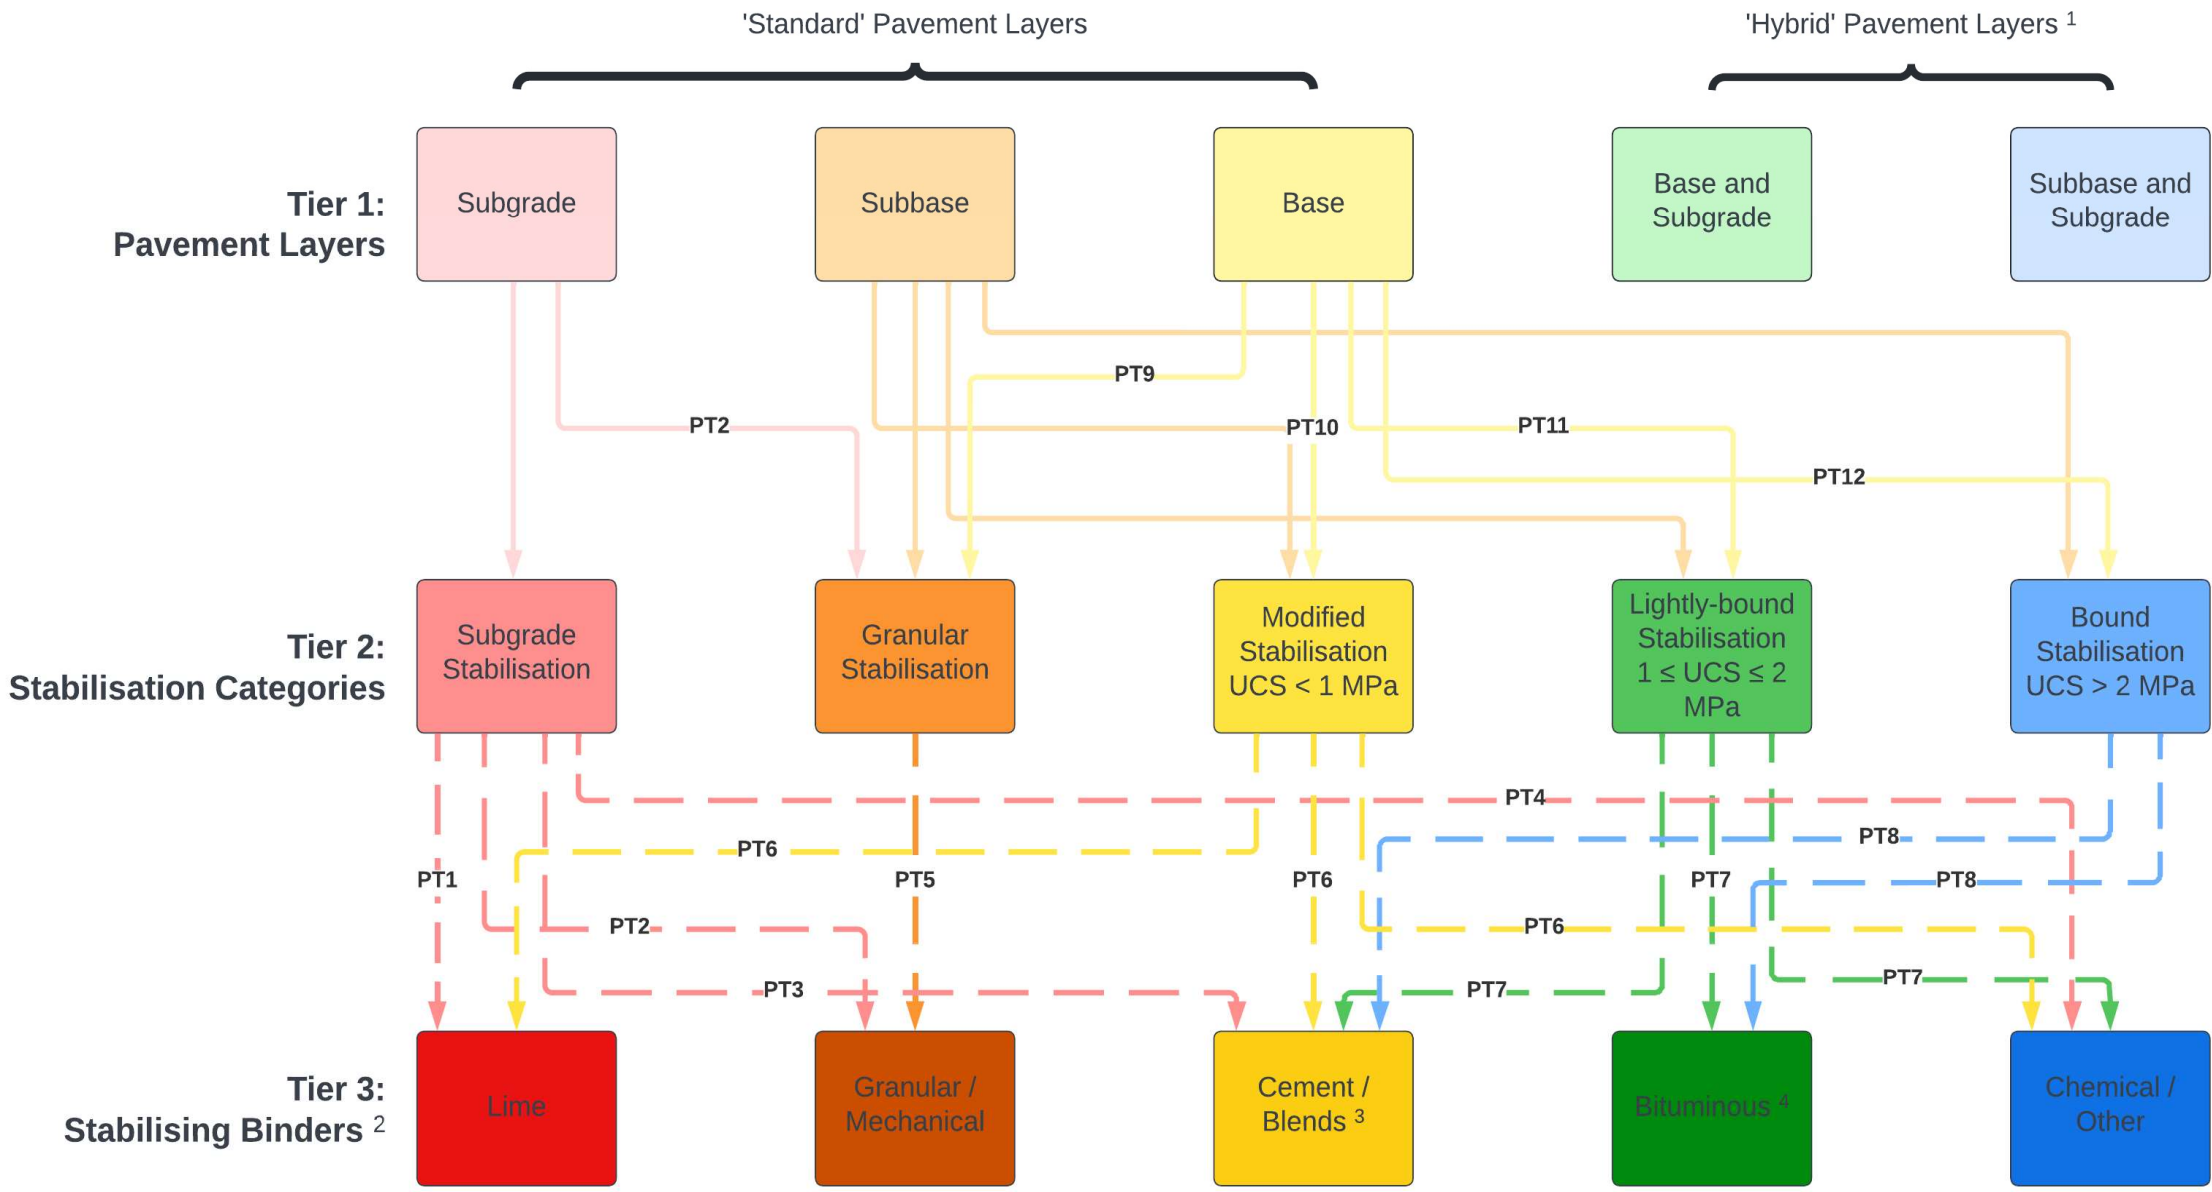 'Standard' Pavement Layers
'Hybrid' Pavement Layers 1
Tier 1:
Pavement Layers
Subgrade
Subbase
Base
Base and
Subgrade
Subbase and
Subgrade
PT9
PT2
PT10
PT11
PT12
Tier 2:
Stabilisation Categories
Subgrade
Stabilisation
Granular
Stabilisation
Modified
Stabilisation
UCS < 1 MPa
Lightly-bound
Stabilisation
1 ≤ UCS ≤ 2
MPa
Bound
Stabilisation
UCS > 2 MPa
PT4
PT8
PT6
PT1
PT5
PT6
PT7
PT8
PT2
PT6
PT7
PT3
PT7
Tier 3:
Stabilising Binders 2
Lime
Granular /
Mechanical
Cement /
Blends 3
Bituminous 4
Chemical /
Other